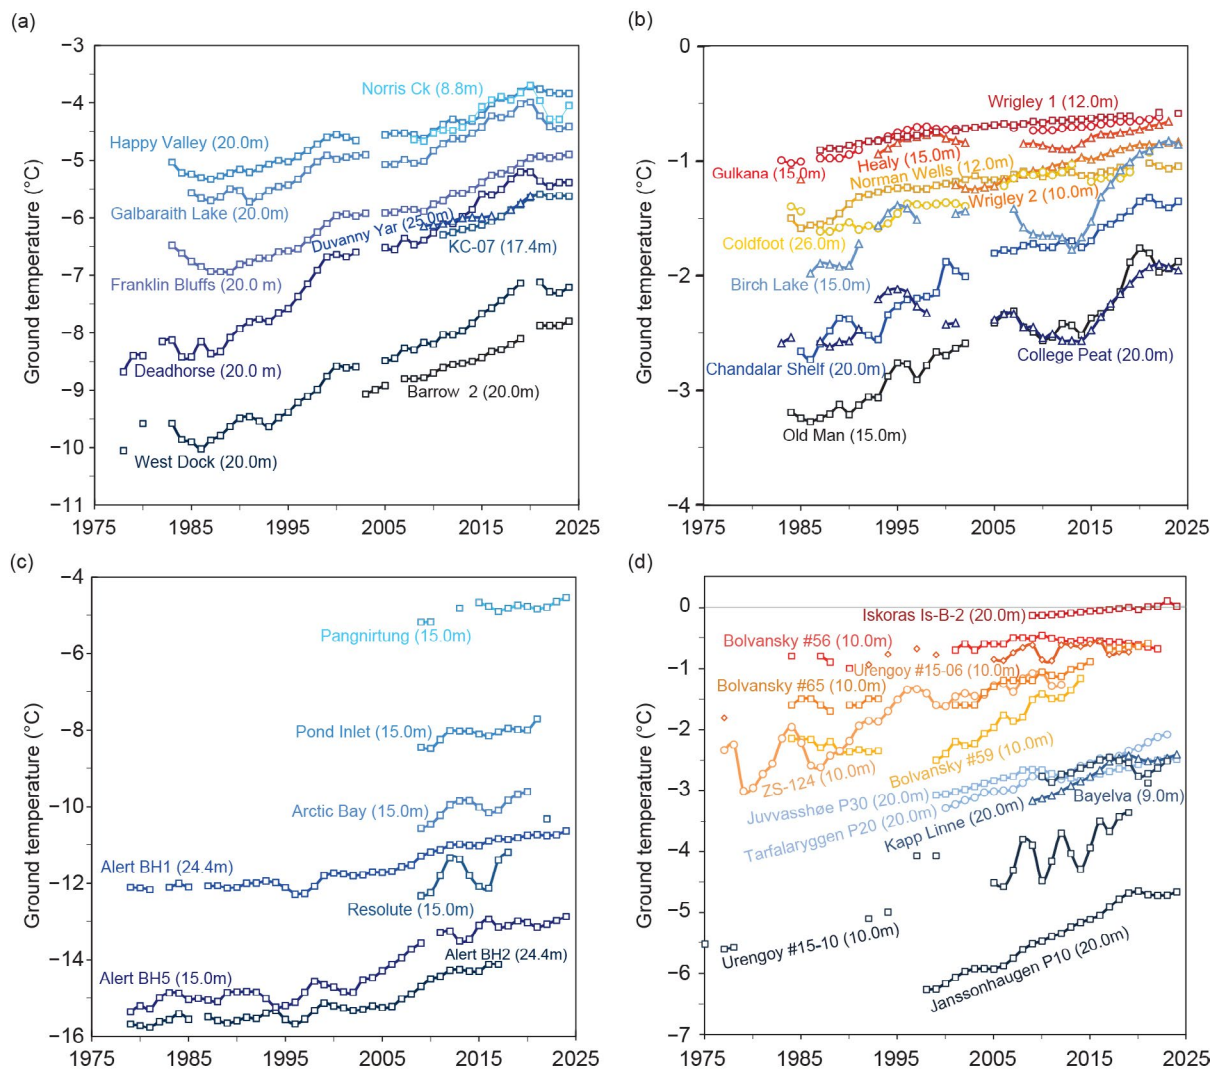 (a)
Ground temperature (°C)
−3
−4
−5
−6
−7
−8
−9
−10
−11
1975
1985
1995
2005
2015
2025
Norris Ck (8.8m)
Happy Valley (20.0m)
Galbaraith Lake (20.0m)
Duvanny Yar (25.0m)
KC-07 (17.4m)
Franklin Bluffs (20.0 m)
Deadhorse (20.0 m)
Barrow 2 (20.0m)
West Dock (20.0m)
(b)
Ground temperature (°C)
0
−1
−2
−3
−4
1975
1985
1995
2005
2015
2025
Wrigley 1 (12.0m)
Gulkana (15.0m)
Healy (15.0m)
Norman Wells (12.0m)
Wrigley 2 (10.0m)
Coldfoot (26.0m)
Birch Lake (15.0m)
Chandalar Shelf (20.0m)
College Peat (20.0m)
Old Man (15.0m)
(c)
Ground temperature (°C)
−4
−6
−8
−10
−12
−14
−16
1975
1985
1995
2005
2015
2025
Pangnirtung (15.0m)
Pond Inlet (15.0m)
Arctic Bay (15.0m)
Alert BH1 (24.4m)
Resolute (15.0m)
Alert BH2 (24.4m)
Alert BH5 (15.0m)
(d)
Ground temperature (°C)
0
−1
−2
−3
−4
−5
−6
−7
1975
1985
1995
2005
2015
2025
Iskoras Is-B-2 (20.0m)
Bolvansky #56 (10.0m)
Urengoy #15-06 (10.0m)
Bolvansky #65 (10.0m)
ZS-124 (10.0m)
Bolvansky #59 (10.0m)
Juvvasshøe P30 (20.0m)
Tarfalaryggen P20 (20.0m)
Kapp Linne (20.0m)
Bayelva (9.0m)
Urengoy #15-10 (10.0m)
Janssonhaugen P10 (20.0m)